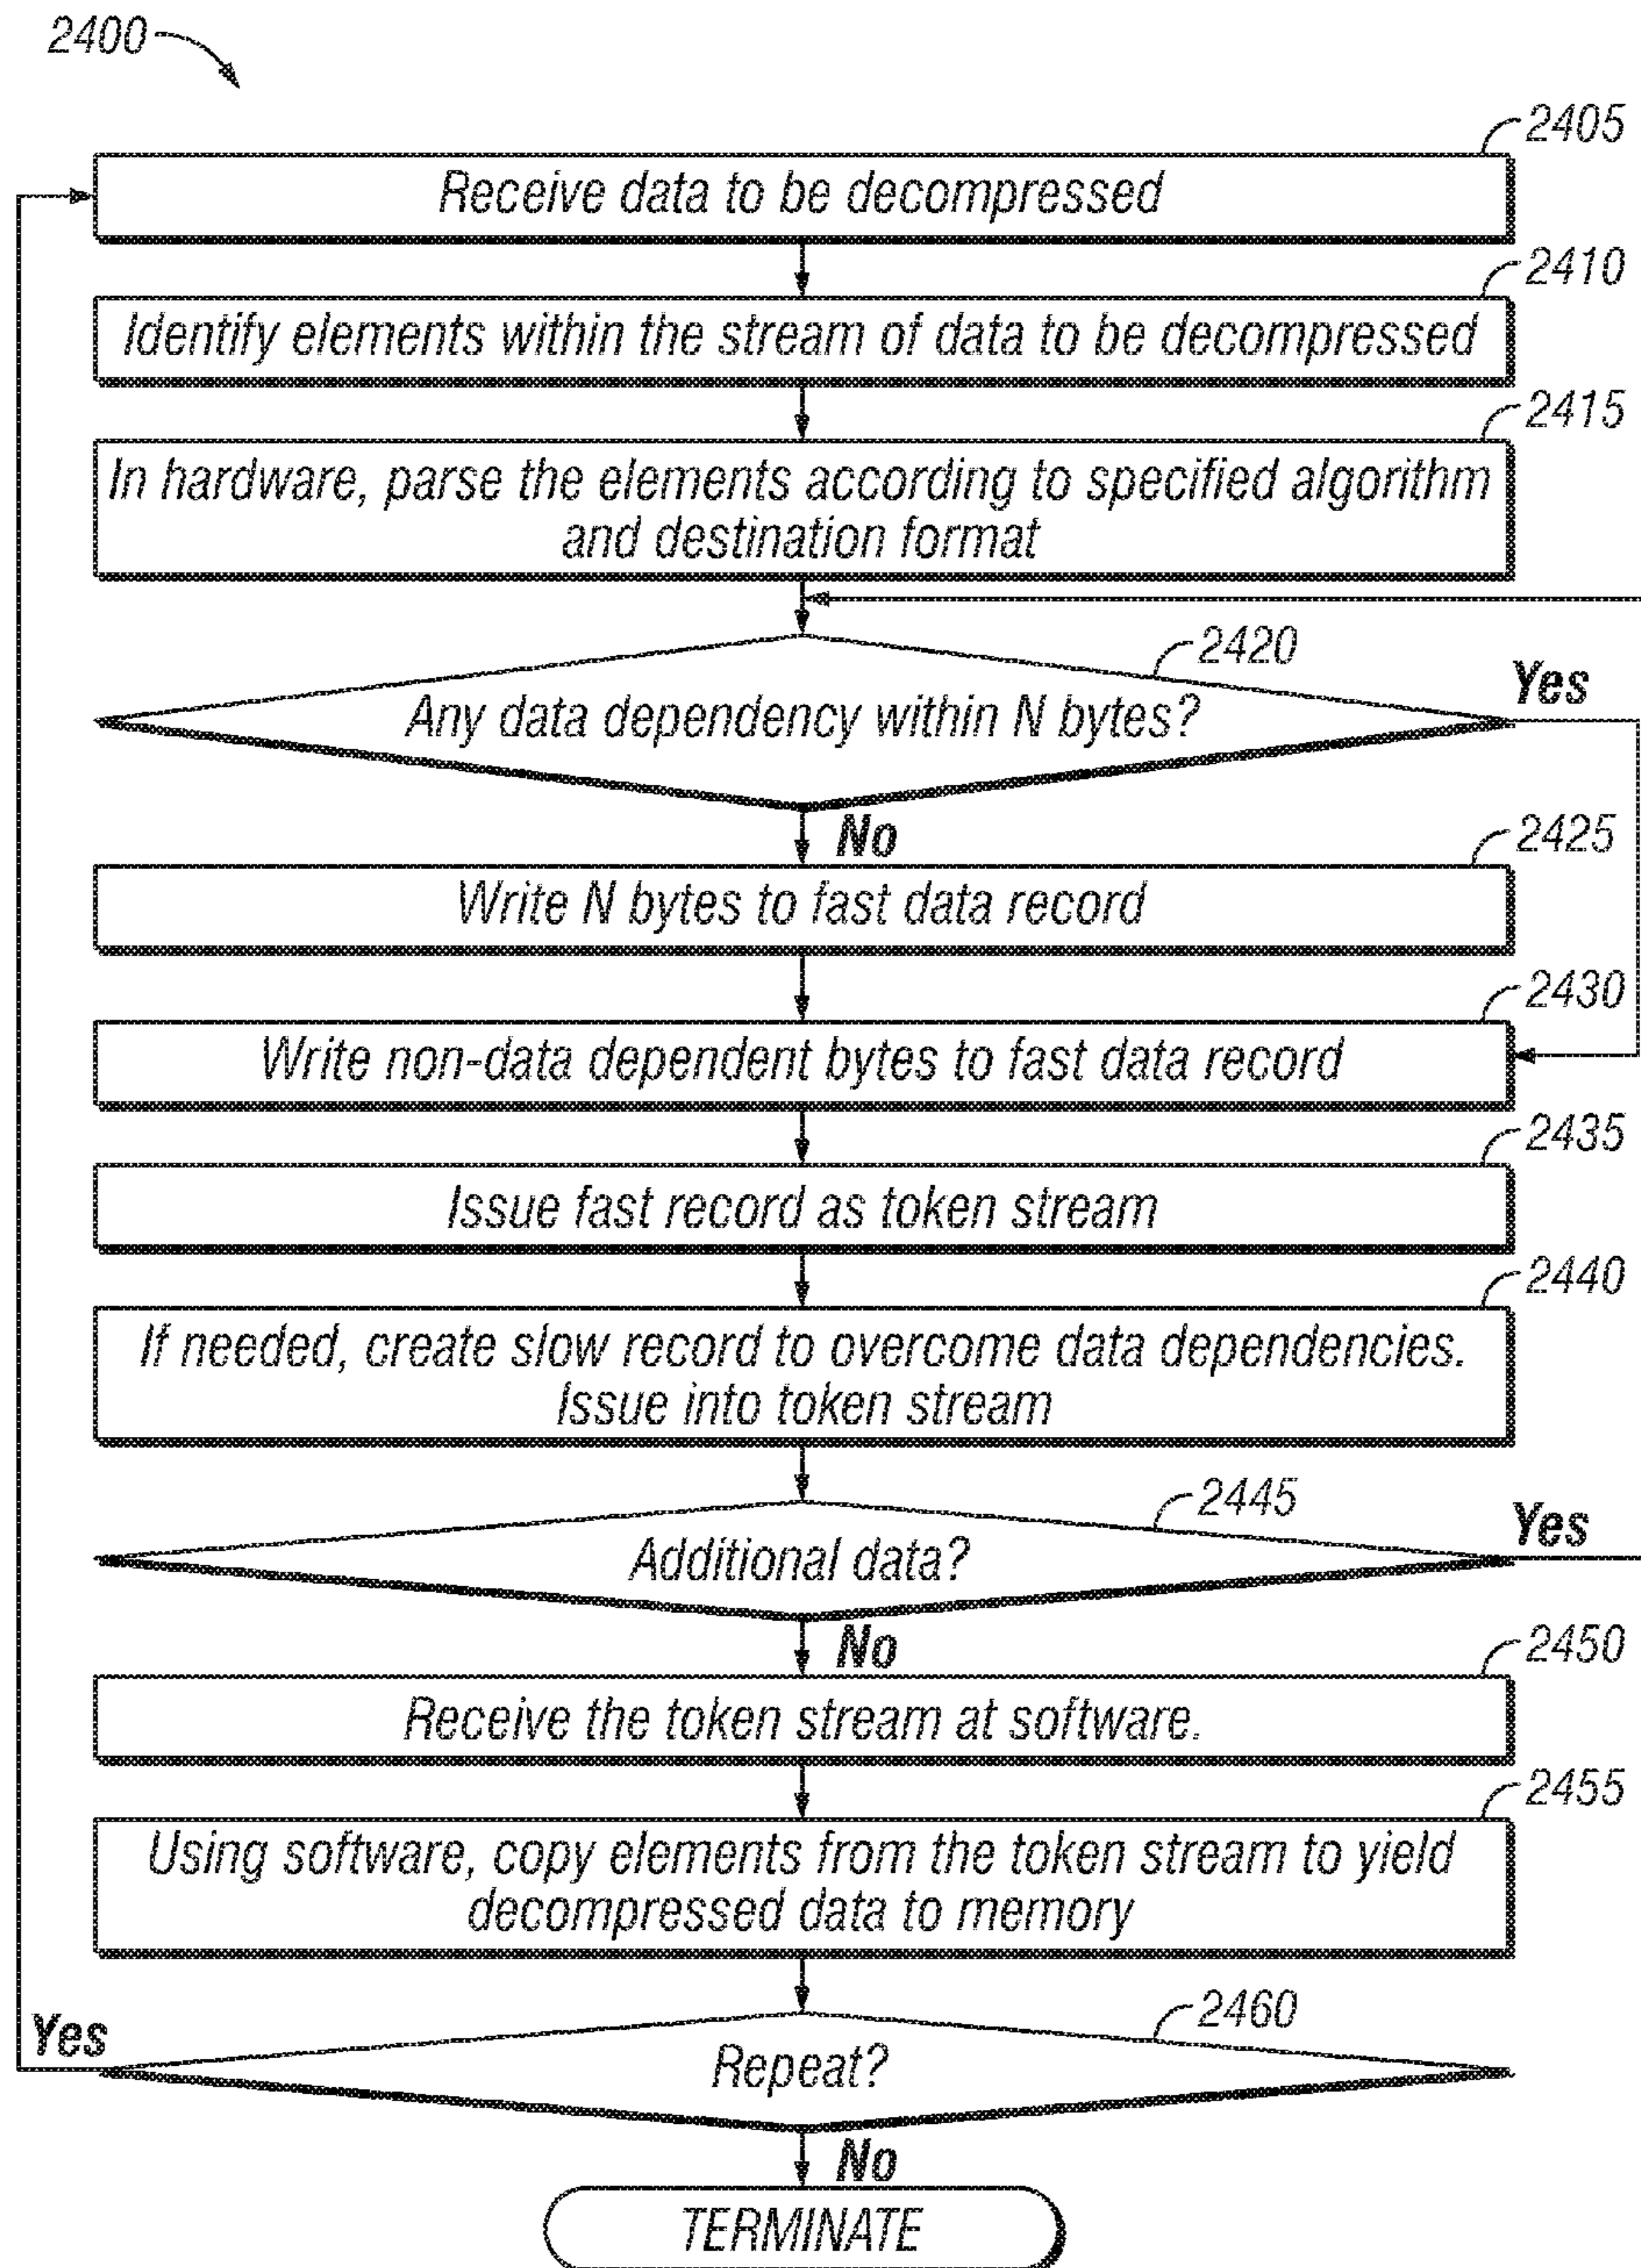 2400
2405
Receive data to be decompressed
2410
Identify elements within the stream of data to be decompressed
2415
In hardware, parse the elements according to specified algorithm
and destination format
2420
Yes
Any data dependency within N bytes?
No
2425
Write N bytes to fast data record
2430
Write non-data dependent bytes to fast data record
2435
Issue fast record as token stream
2440
If needed, create slow record to overcome data dependencies.
Issue into token stream
2445
Yes
Additional data?
No
2450
Receive the token stream at software.
2455
Using software, copy elements from the token stream to yield
decompressed data to memory
2460
Yes
Repeat?
No
TERMINATE